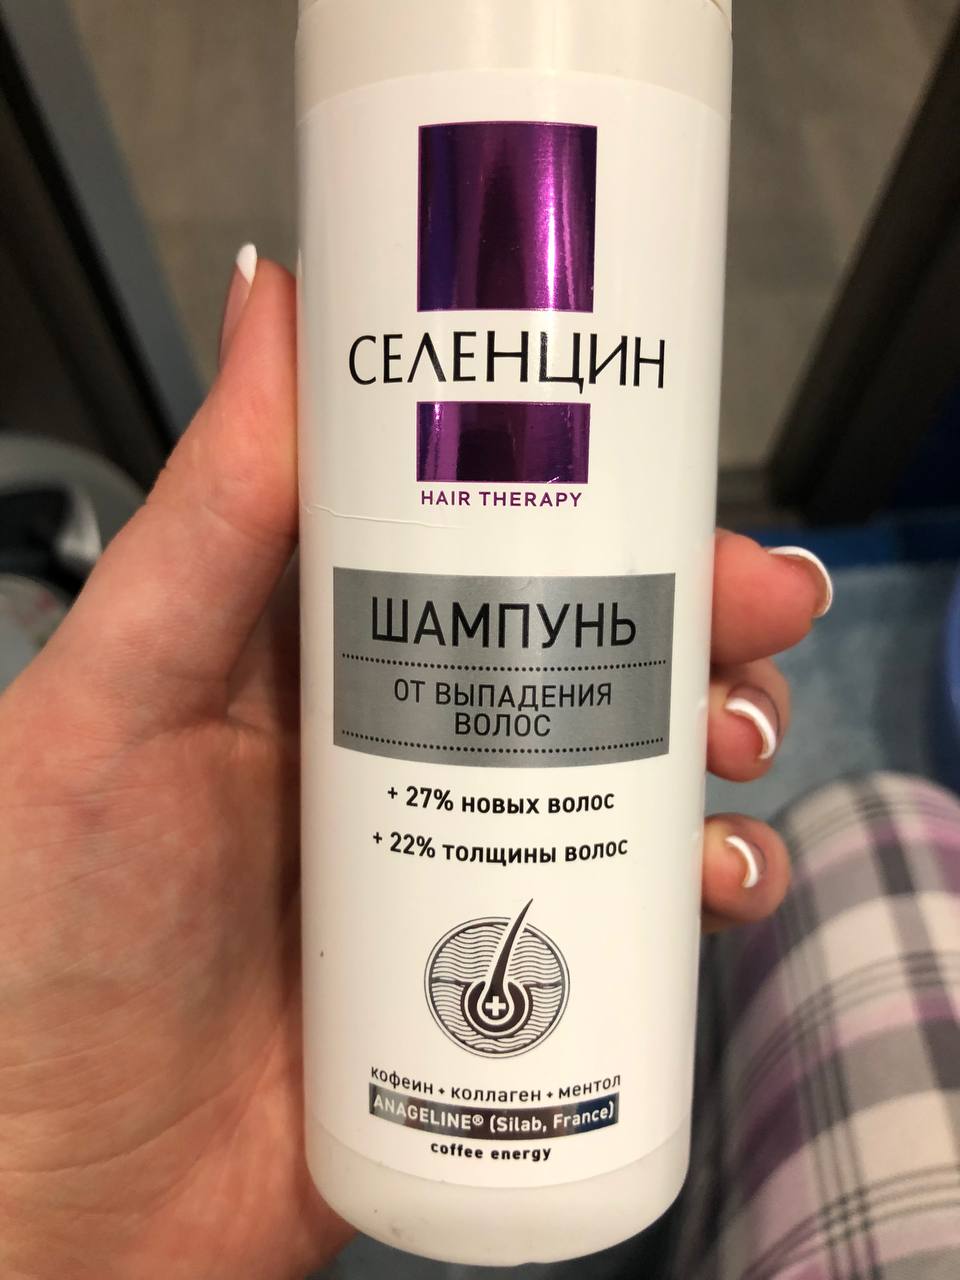 СЕЛЕНЦИН
HAIR THERAPY
ШАМПУНЬ
ОТ ВЫПАДЕНИЯ
ВОЛОС
+ 27% новых волос
+ 22% толщины волос
кофеин • коллаген • ментол
ANAGELINE® (Silab, France)
coffee energy